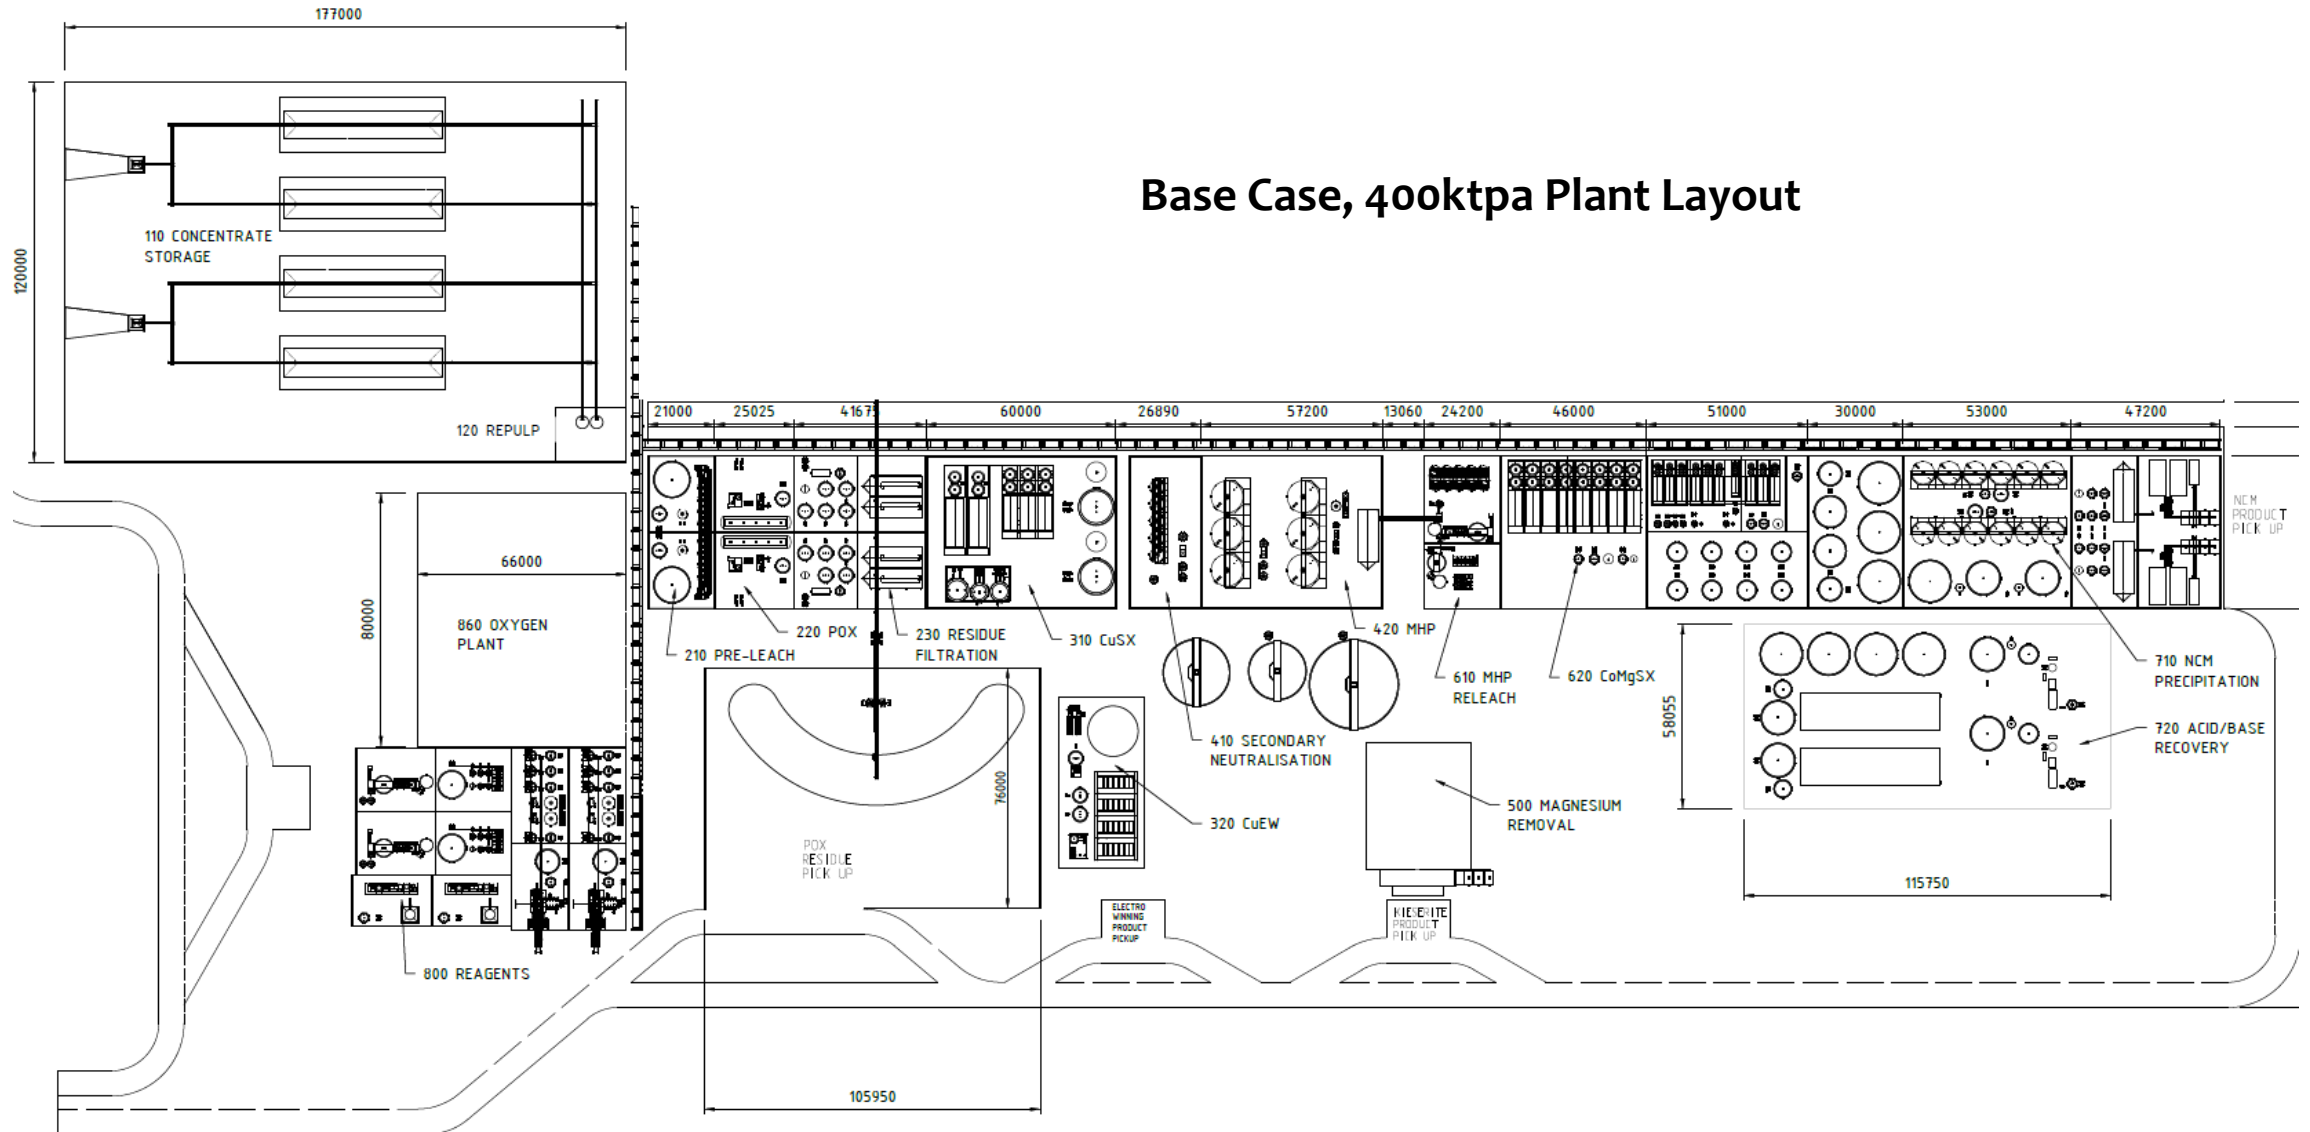 177000
Base Case, 400ktpa Plant Layout
120000
110 CONCENTRATE
STORAGE
120 REPULP
21000 25025 41675 60000 26890 57200 13060 24200 46000 51000 30000 53000 47200
NCM
PRODUCT
PICK UP
66000
80000
860 OXYGEN
PLANT
210 PRE-LEACH
220 POX
230 RESIDUE
FILTRATION
310 CuSX
420 MHP
610 MHP
RELEACH
620 CoMgSX
710 NCM
PRECIPITATION
58055
720 ACID/BASE
RECOVERY
410 SECONDARY
NEUTRALISATION
76000
500 MAGNESIUM
REMOVAL
320 CuEW
POX
RESIDUE
PICK UP
115750
ELECTRO
WINNING
PRODUCT
PICKUP
KIESERITE
PRODUCT
PICK UP
800 REAGENTS
105950